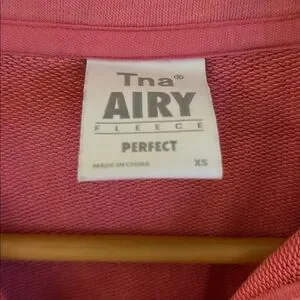 Tna®
AIRY
FLEECE
PERFECT
MADE IN CHINA XS